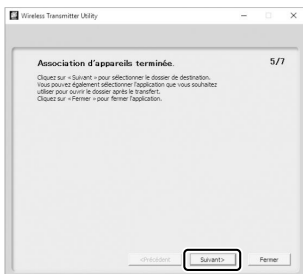 Wireless Transmitter Utility
Association d'appareils terminée.
5/7
Cliquez sur « Suivant » pour sélectionner le dossier de destination.
Vous pouvez également sélectionner l'application que vous souhaitez
utiliser pour ouvrir le dossier après le transfert.
Cliquez sur « Fermer » pour fermer l'application.
<Précédent
Suivant>
Fermer